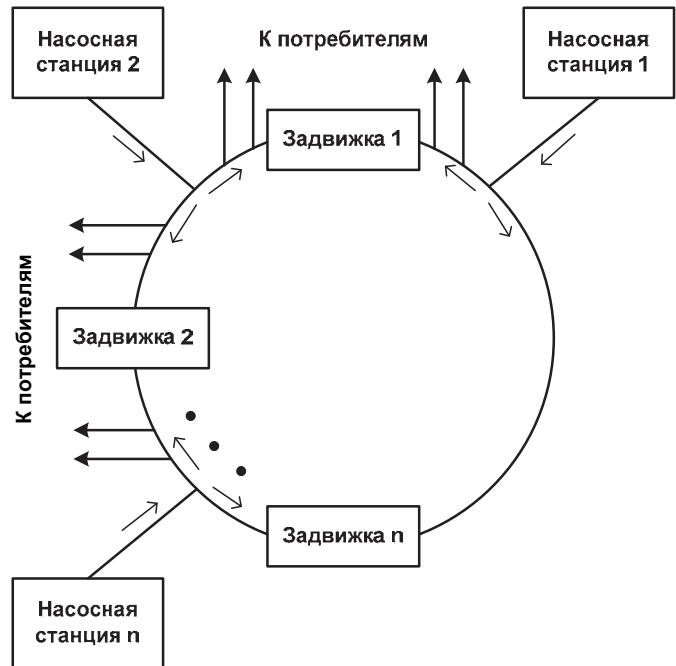 Насосная
станция 2
К потребителям
Насосная
станция 1
Задвижка 1
К потребителям
Задвижка 2
Задвижка n
Насосная
станция n